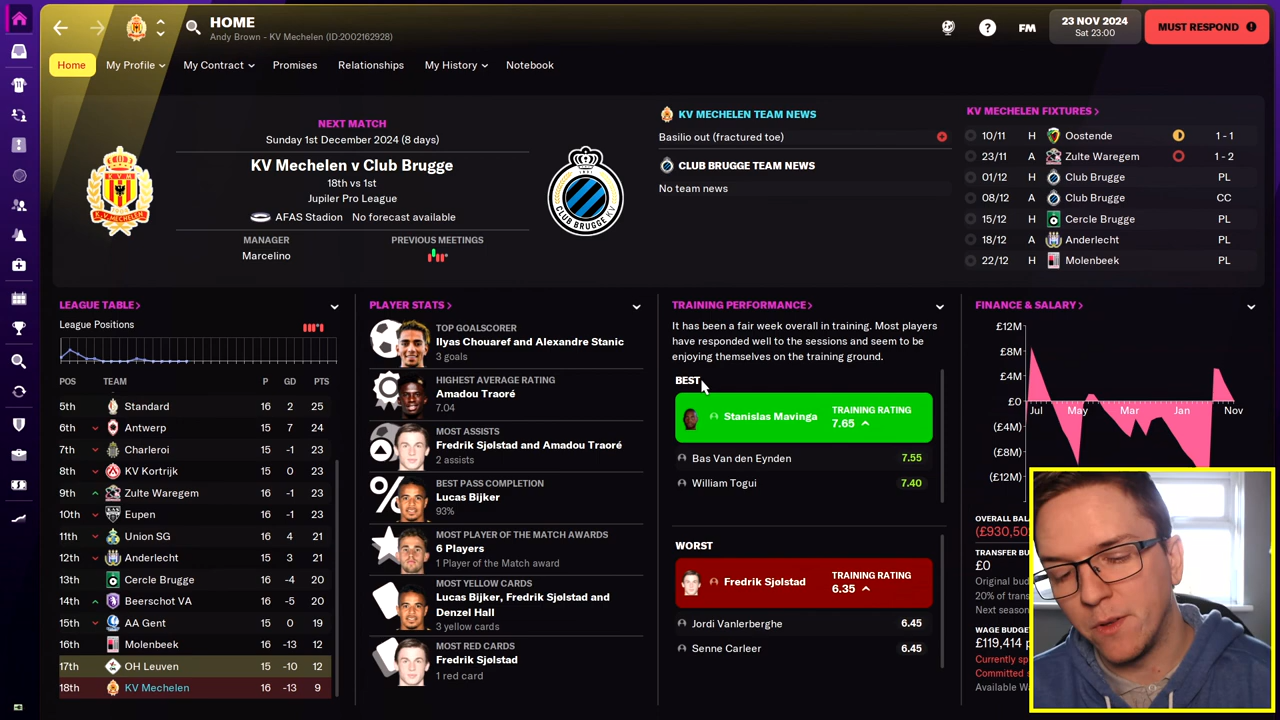 HOME
Andy Brown - KV Mechelen (ID:2002162928)
FM
23 NOV 2024
Sat 23:00
MUST RESPOND
Home
My Profile
My Contract
Promises
Relationships
My History
Notebook
NEXT MATCH
Sunday 1st December 2024 (8 days)
KV Mechelen v Club Brugge
18th vs 1st
Jupiler Pro League
AFAS Stadion No forecast available
MANAGER
Marcelino
PREVIOUS MEETINGS
KV MECHELEN TEAM NEWS
Basilio out (fractured toe)
CLUB BRUGGE TEAM NEWS
No team news
KV MECHELEN FIXTURES >
10/11 H Oostende 1 - 1
23/11 A Zulte Waregem 1 - 2
01/12 H Club Brugge PL
08/12 A Club Brugge CC
15/12 H Cercle Brugge PL
18/12 A Anderlecht PL
22/12 H Molenbeek PL
LEAGUE TABLE >
League Positions
POS TEAM P GD PTS
5th Standard 16 2 25
6th Antwerp 15 7 24
7th Charleroi 15 -1 23
8th KV Kortrijk 15 0 23
9th Zulte Waregem 16 -1 23
10th Eupen 16 -1 23
11th Union SG 16 4 21
12th Anderlecht 15 3 21
13th Cercle Brugge 16 -4 20
14th Beerschot VA 16 -5 20
15th AA Gent 15 0 19
16th Molenbeek 16 -13 12
17th OH Leuven 15 -10 12
18th KV Mechelen 16 -13 9
PLAYER STATS >
TOP GOALSCORER
Ilyas Chouaref and Alexandre Stanic
3 goals
HIGHEST AVERAGE RATING
Amadou Traoré
7.04
MOST ASSISTS
Fredrik Sjølstad and Amadou Traoré
2 assists
BEST PASS COMPLETION
Lucas Bijker
93%
MOST PLAYER OF THE MATCH AWARDS
6 Players
1 Player of the Match award
MOST YELLOW CARDS
Lucas Bijker, Fredrik Sjølstad and
Denzel Hall
3 yellow cards
MOST RED CARDS
Fredrik Sjølstad
1 red card
TRAINING PERFORMANCE >
It has been a fair week overall in training. Most players
have responded well to the sessions and seem to be
enjoying themselves on the training ground.
BEST
Stanislas Mavinga
TRAINING RATING
7.65
Bas Van den Eynden 7.55
William Togui 7.40
WORST
Fredrik Sjølstad
TRAINING RATING
6.35
Jordi Vanlerberghe 6.45
Senne Carleer 6.45
FINANCE & SALARY >
£12M
£8M
£4M
£0
(£4M)
(£8M)
(£12M)
Jul May Mar Jan Nov
OVERALL
(£930,50
TRANSFER
£0
Original
20% of
Next
WAGE
£119,414 p
Currently
Committed
Available